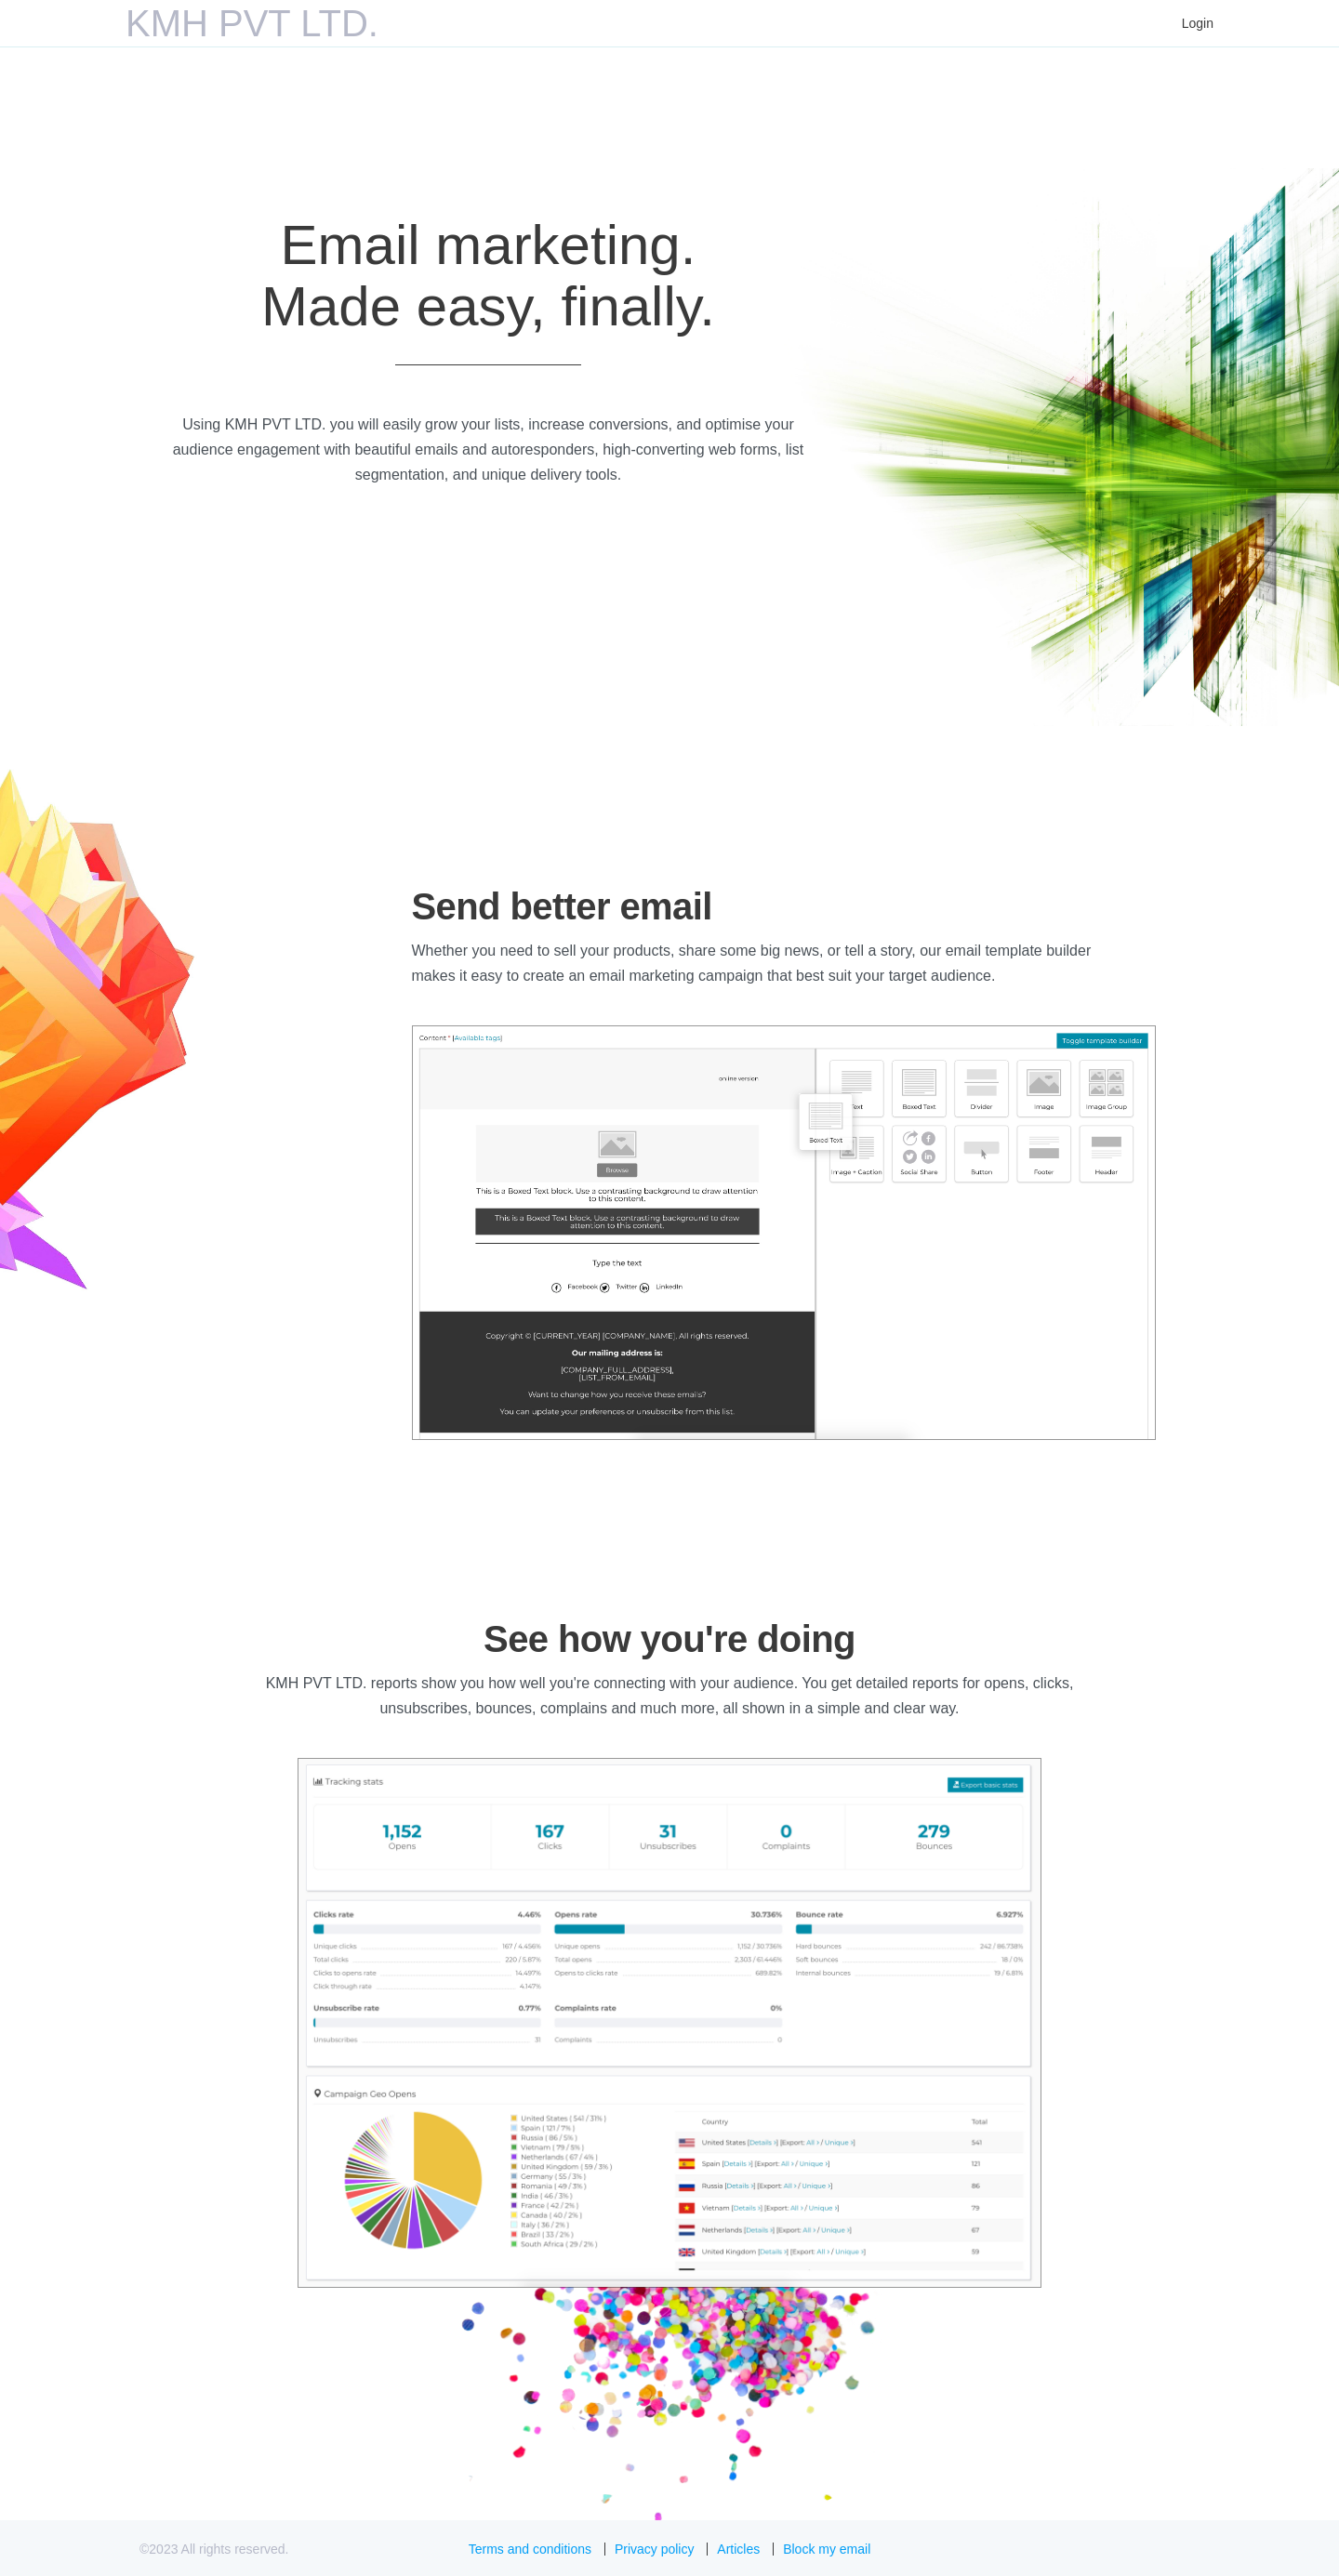 KMH PVT LTD.
Login
Email marketing.
Made easy, finally.
Using KMH PVT LTD. you will easily grow your lists, increase conversions, and optimise your
audience engagement with beautiful emails and autoresponders, high-converting web forms, list
segmentation, and unique delivery tools.
Send better email
Whether you need to sell your products, share some big news, or tell a story, our email template builder
makes it easy to create an email marketing campaign that best suit your target audience.
Content * [Available tags]
Toggle template builder
online version
Text
Boxed Text
Divider
Image
Image Group
Boxed Text
Image + Caption
Social Share
Button
Footer
Header
Browse
This is a Boxed Text block. Use a contrasting background to draw attention
to this content.
This is a Boxed Text block. Use a contrasting background to draw
attention to this content.
Type the text
Facebook Twitter LinkedIn
Copyright © [CURRENT_YEAR] [COMPANY_NAME]. All rights reserved.
Our mailing address is:
[COMPANY_FULL_ADDRESS],
[LIST_FROM_EMAIL]
Want to change how you receive these emails?
You can update your preferences or unsubscribe from this list.
See how you're doing
KMH PVT LTD. reports show you how well you're connecting with your audience. You get detailed reports for opens, clicks,
unsubscribes, bounces, complains and much more, all shown in a simple and clear way.
Tracking stats
Export basic stats
1,152 167 31 0 279
Opens Clicks Unsubscribes Complaints Bounces
Clicks rate 4.46%
Unique clicks 167 / 4.456%
Total clicks 220 / 5.87%
Clicks to opens rate 14.497%
Click through rate 4.147%
Opens rate 30.736%
Unique opens 1,152 / 30.736%
Total opens 2,303 / 61.446%
Opens to clicks rate 689.82%
Bounce rate 6.927%
Hard bounces 242 / 86.738%
Soft bounces 18 / 0%
Internal bounces 19 / 6.81%
Unsubscribe rate 0.77%
Unsubscribes 31
Complaints rate 0%
Complaints 0
Campaign Geo Opens
United States ( 541 / 31% )
Spain ( 121 / 7% )
Russia ( 86 / 5% )
Vietnam ( 79 / 5% )
Netherlands ( 67 / 4% )
United Kingdom ( 59 / 3% )
Germany ( 55 / 3% )
Romania ( 49 / 3% )
India ( 46 / 3% )
France ( 42 / 2% )
Canada ( 40 / 2% )
Italy ( 36 / 2% )
Brazil ( 33 / 2% )
South Africa ( 29 / 2% )
Country Total
United States [Details] [Export: All / Unique] 541
Spain [Details] [Export: All / Unique] 121
Russia [Details] [Export: All / Unique] 86
Vietnam [Details] [Export: All / Unique] 79
Netherlands [Details] [Export: All / Unique] 67
United Kingdom [Details] [Export: All / Unique] 59
©2023 All rights reserved.
Terms and conditions | Privacy policy | Articles | Block my email